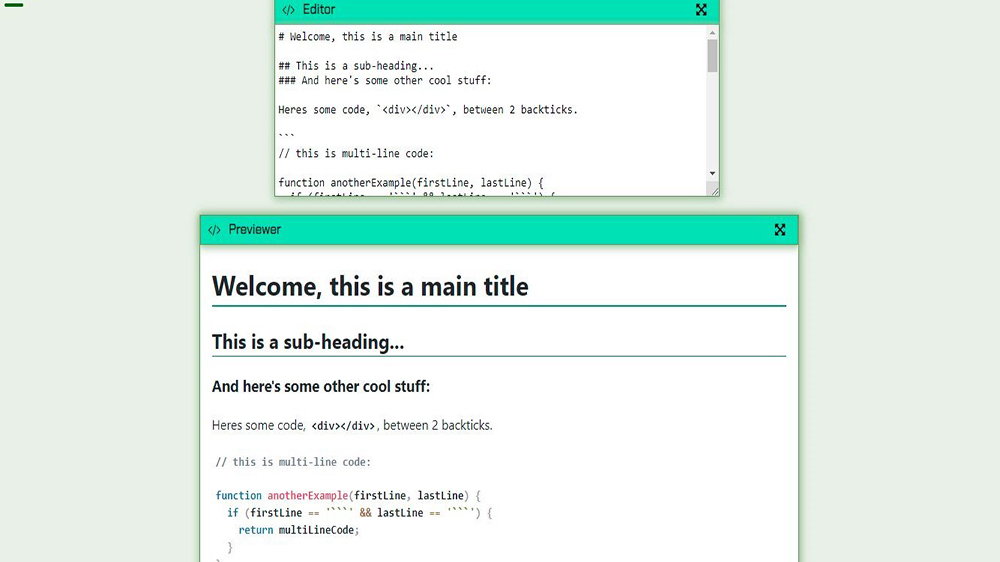 </> Editor
# Welcome, this is a main title
## This is a sub-heading...
### And here's some other cool stuff:
Heres some code, `<div></div>`, between 2 backticks.
```
// this is multi-line code:
function anotherExample(firstLine, lastLine) {
if (firstLine == '```' && lastLine == '```') {
</> Previewer
Welcome, this is a main title
This is a sub-heading...
And here's some other cool stuff:
Heres some code, <div></div>, between 2 backticks.
// this is multi-line code:
function anotherExample(firstLine, lastLine) {
if (firstLine == '```' && lastLine == '```') {
return multiLineCode;
}